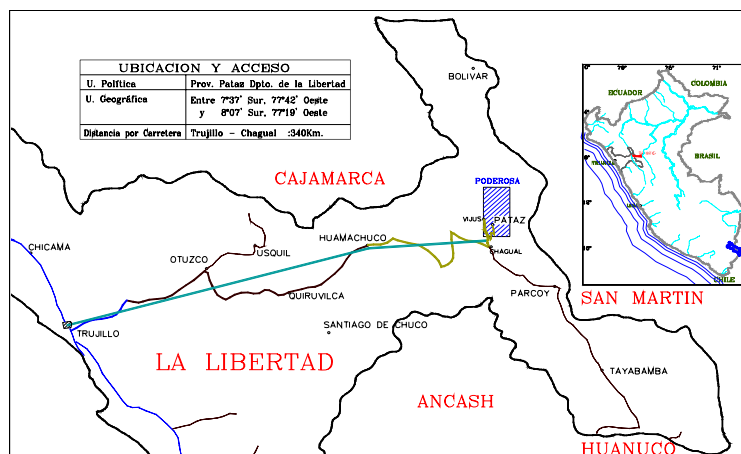 UBICACION Y ACCESO
U. Política Prov. Pataz Dpto. de la Libertad
U. Geográfica Entre 7°37' Sur, 77°42' Oeste
y 8°07' Sur, 77°19' Oeste
Distancia por Carretera Trujillo - Chagual :340Km.
BOLIVAR
CAJAMARCA
PODEROSA
VIJUS
PATAZ
CHAGUAL
HUAMACHUCO
USQUIL
OTUZCO
CHICAMA
QUIRUVILCA
PARCOY
TRUJILLO
SANTIAGO DE CHUCO
LA LIBERTAD
TAYABAMBA
ANCASH
HUANUCO
SAN MARTIN
ECUADOR
COLOMBIA
BRASIL
CHILE